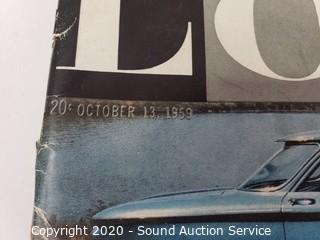 LO
20¢ OCTOBER 13, 1959
Copyright © 2020 - Sound Auction Service